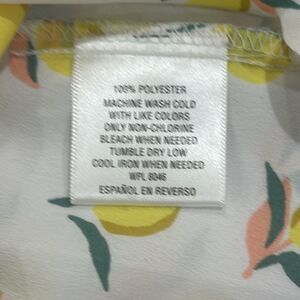 100% POLYESTER
MACHINE WASH COLD
WITH LIKE COLORS
ONLY NON-CHLORINE
BLEACH WHEN NEEDED
TUMBLE DRY LOW
COOL IRON WHEN NEEDED
WPL 8046
ESPAÑOL EN REVERSO